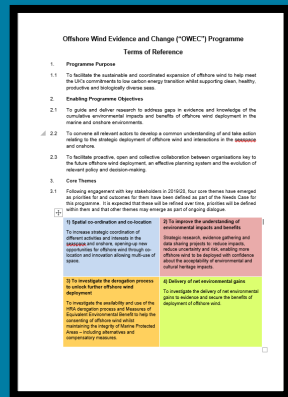 Offshore Wind Evidence and Change ("OWEC") Programme
Terms of Reference
1. Programme Purpose
1.1 To facilitate the sustainable and coordinated expansion of offshore wind to help meet
the UK's commitments to low carbon energy transition whilst supporting clean, healthy,
productive and biologically diverse seas.
2. Enabling Programme Objectives
2.1 To guide and deliver research to address gaps in evidence and knowledge of the
cumulative environmental impacts and benefits of offshore wind deployment in the
marine and onshore environments.
2.2 To convene all relevant actors to develop a common understanding of and take action
relating to the strategic deployment of offshore wind and interactions in the
and onshore.
2.3 To facilitate proactive, open and collective collaboration between organisations key to
the future offshore wind deployment, an effective planning system and the evolution of
relevant policy and decision-making.
3. Core Themes
3.1 Following engagement with key stakeholders in 2019/20, four core themes have emerged
as priorities for and outcomes for them have been defined as part of the Needs Case for
this programme. It is expected that these will be refined over time, priorities will be defined
within them and that other themes may emerge as part of ongoing dialogue.
1) Spatial co-ordination and co-location
To increase strategic coordination of
different activities and interests in the
and onshore, opening-up new
opportunities for offshore wind through co-
location and innovation allowing multi-use of
space.
2) To improve the understanding of
environmental impacts and benefits
Strategic research, evidence gathering and
data sharing projects to: reduce impacts,
reduce uncertainty and risk, enabling more
offshore wind to be deployed with confidence
about the acceptability of environmental and
cultural heritage impacts.
3) To investigate the derogation process
to unlock further offshore wind
deployment
To investigate the availability and use of the
HRA derogation process and Measures of
Equivalent Environmental Benefit to help the
consenting of offshore wind whilst
maintaining the integrity of Marine Protected
Areas – including alternatives and
compensatory measures.
4) Delivery of net environmental gains
To investigate the delivery of net environmental
gains to evidence and secure the benefits of
deployment of offshore wind.